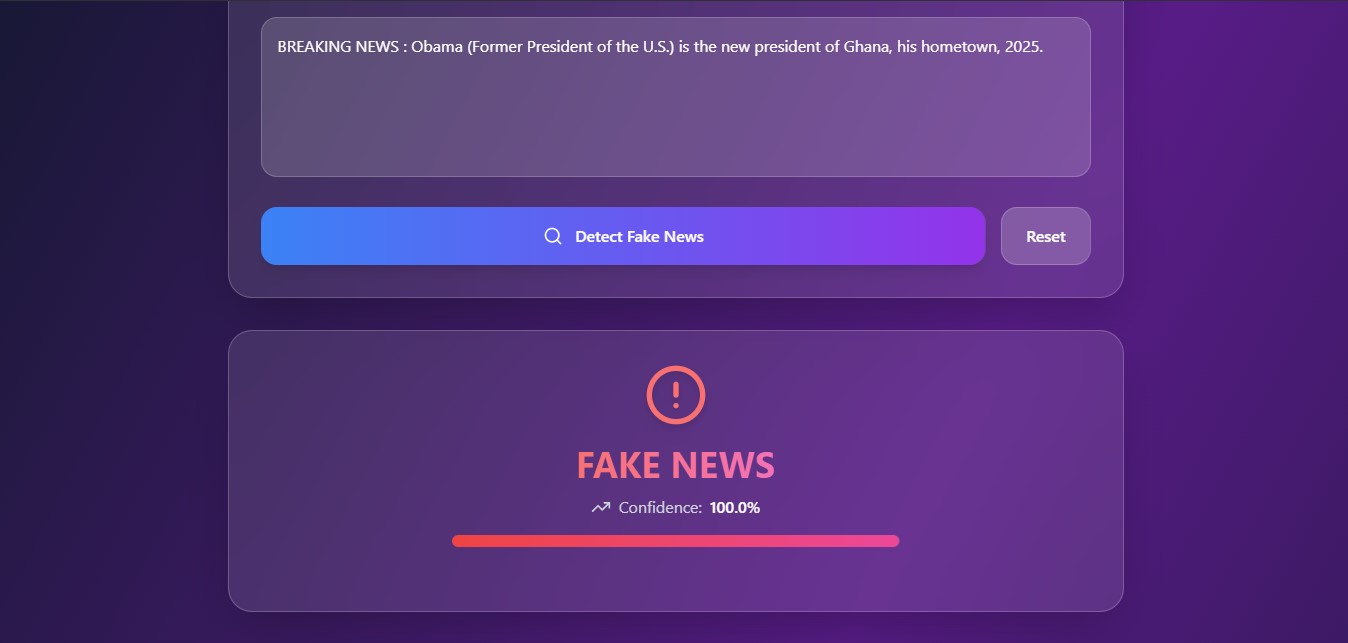 BREAKING NEWS : Obama (Former President of the U.S.) is the new president of Ghana, his hometown, 2025.
Detect Fake News
Reset
FAKE NEWS
Confidence: 100.0%